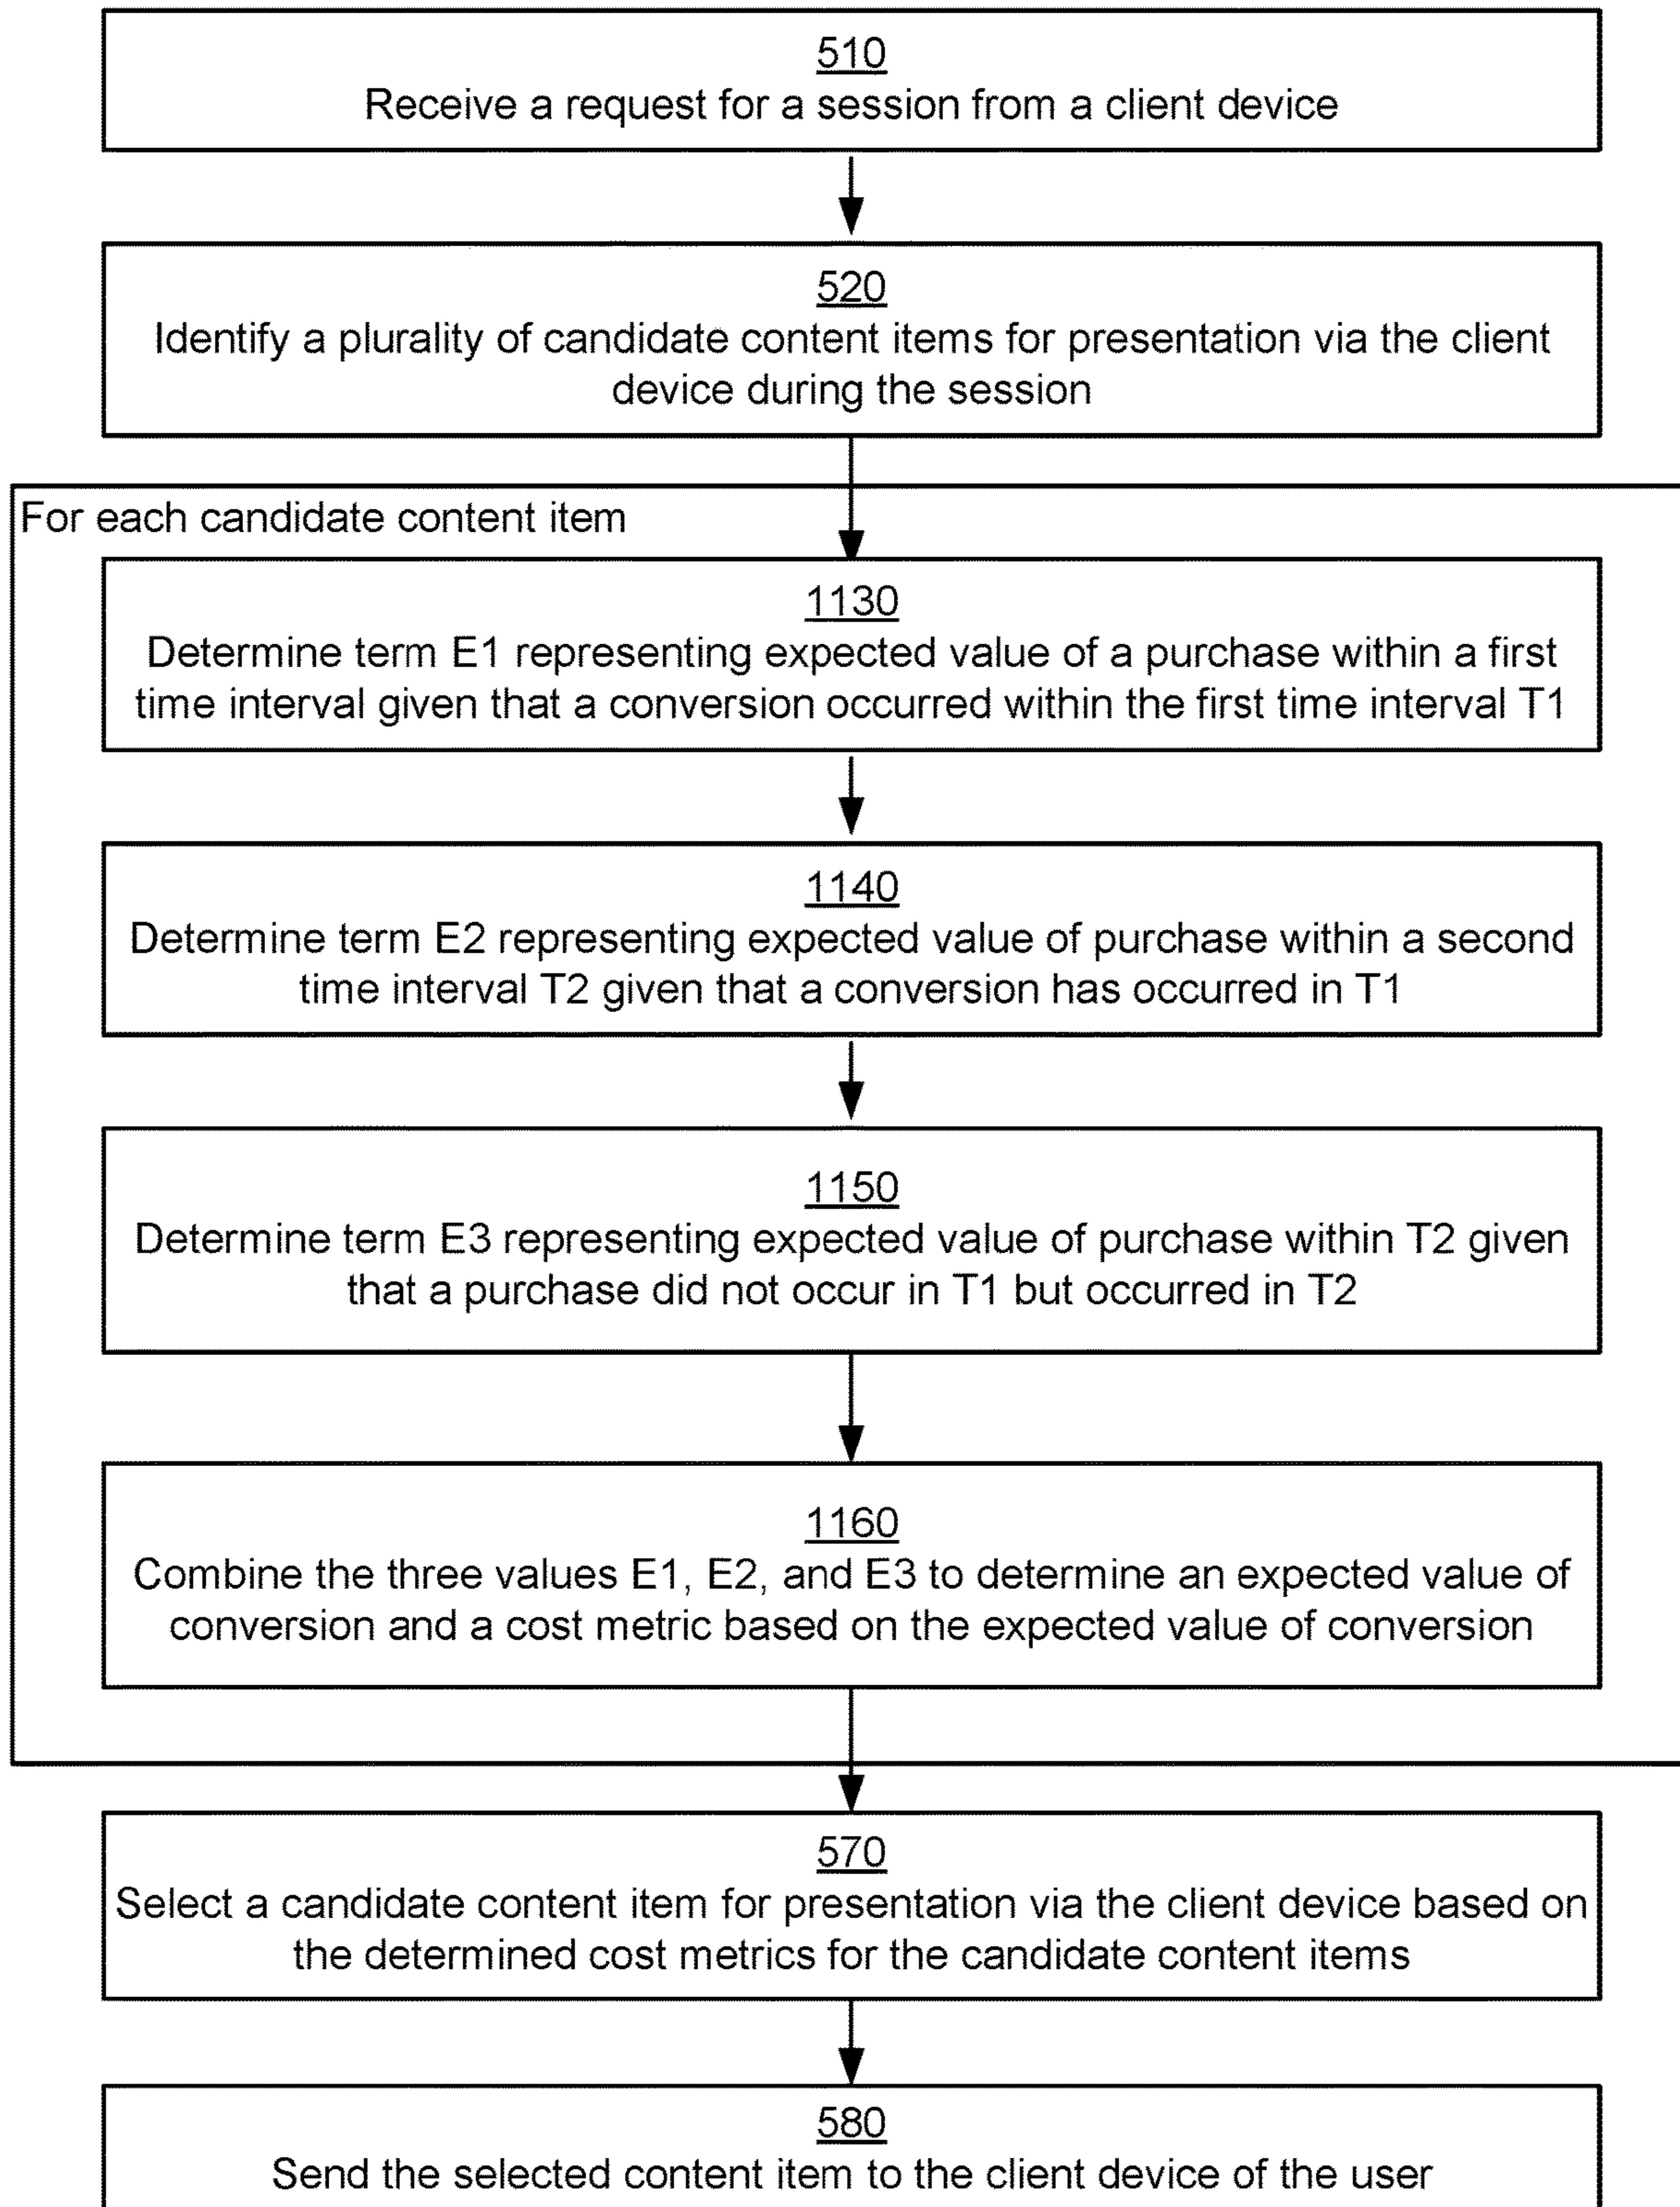 510
Receive a request for a session from a client device
520
Identify a plurality of candidate content items for presentation via the client
device during the session
For each candidate content item
1130
Determine term E1 representing expected value of a purchase within a first
time interval given that a conversion occurred within the first time interval T1
1140
Determine term E2 representing expected value of purchase within a second
time interval T2 given that a conversion has occurred in T1
1150
Determine term E3 representing expected value of purchase within T2 given
that a purchase did not occur in T1 but occurred in T2
1160
Combine the three values E1, E2, and E3 to determine an expected value of
conversion and a cost metric based on the expected value of conversion
570
Select a candidate content item for presentation via the client device based on
the determined cost metrics for the candidate content items
580
Send the selected content item to the client device of the user